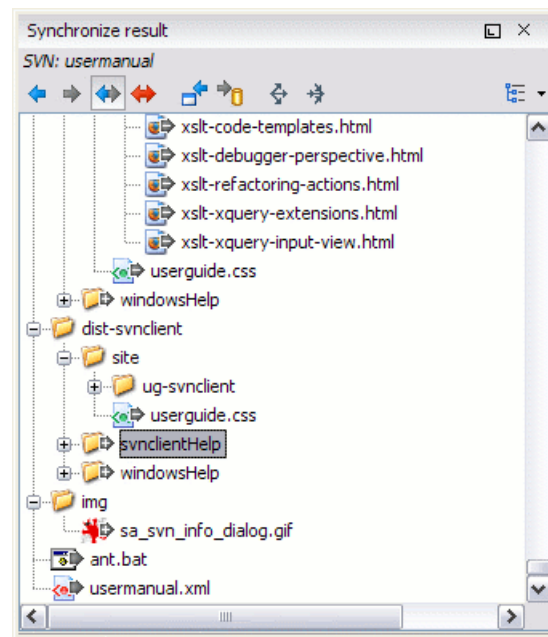 Synchronize result
SVN: usermanual
xslt-code-templates.html
xslt-debugger-perspective.html
xslt-refactoring-actions.html
xslt-xquery-extensions.html
xslt-xquery-input-view.html
userguide.css
windowsHelp
dist-svnclient
site
ug-svnclient
userguide.css
svnclientHelp
windowsHelp
img
sa_svn_info_dialog.gif
ant.bat
usermanual.xml